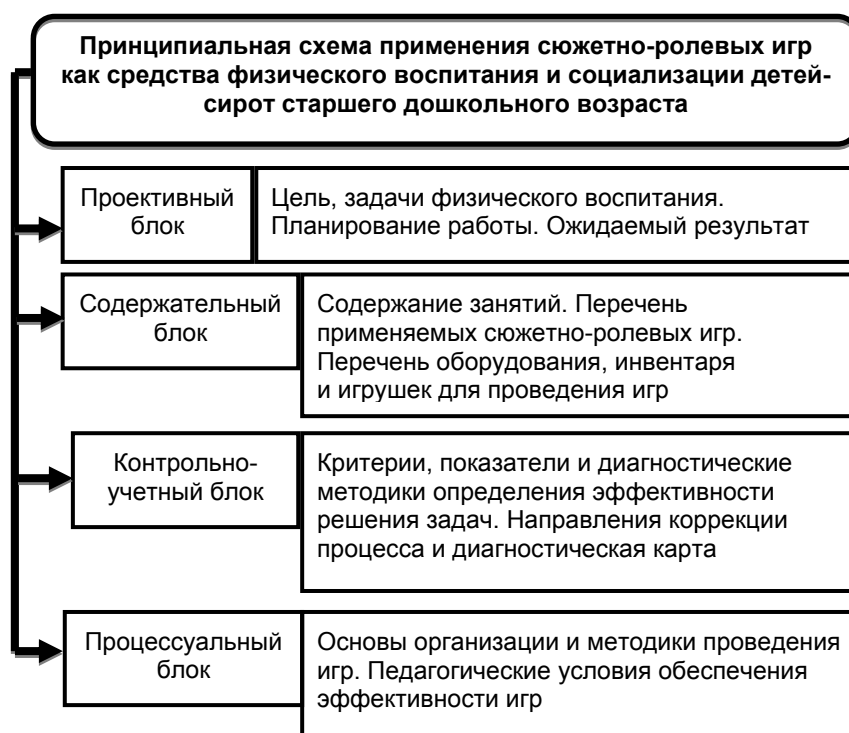 Принципиальная схема применения сюжетно-ролевых игр
как средства физического воспитания и социализации детей-
сирот старшего дошкольного возраста
Проективный
блок
Цель, задачи физического воспитания.
Планирование работы. Ожидаемый результат
Содержательный
блок
Содержание занятий. Перечень
применяемых сюжетно-ролевых игр.
Перечень оборудования, инвентаря
и игрушек для проведения игр
Контрольно-
учетный блок
Критерии, показатели и диагностические
методики определения эффективности
решения задач. Направления коррекции
процесса и диагностическая карта
Процессуальный
блок
Основы организации и методики проведения
игр. Педагогические условия обеспечения
эффективности игр